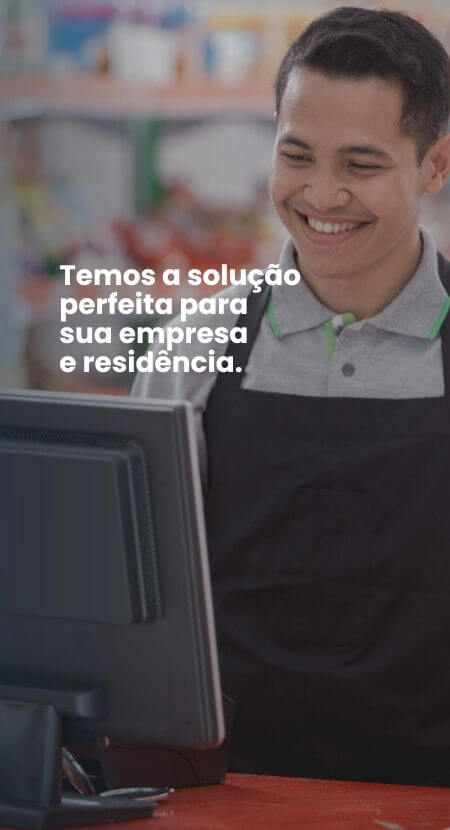 Temos a solução
perfeita para
sua empresa
e residência.